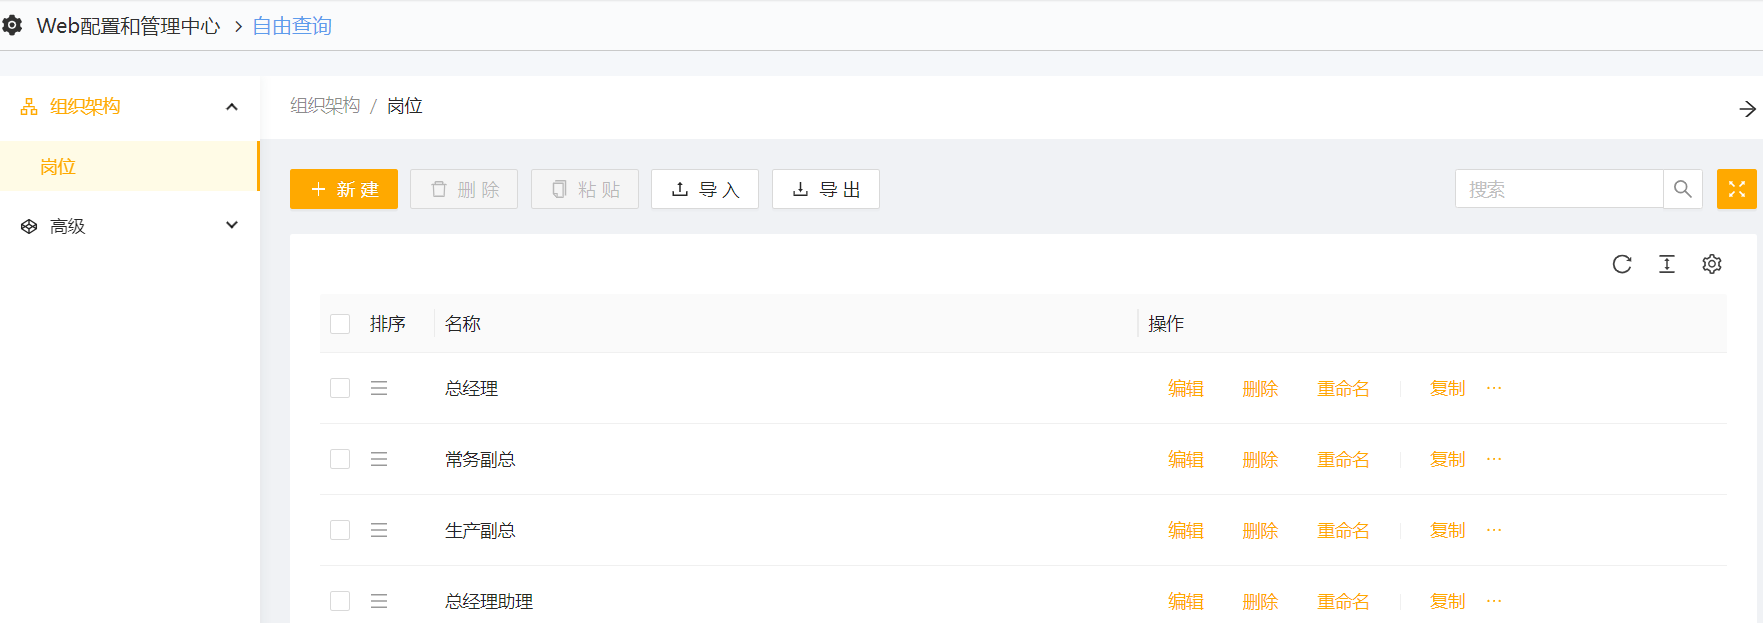 Web配置和管理中心 > 自由查询
组织架构
岗位
高级
组织架构 / 岗位
新建 删除 粘贴 导入 导出 搜索
排序 名称 操作
总经理 编辑 删除 重命名 复制 ···
常务副总 编辑 删除 重命名 复制 ···
生产副总 编辑 删除 重命名 复制 ···
总经理助理 编辑 删除 重命名 复制 ···